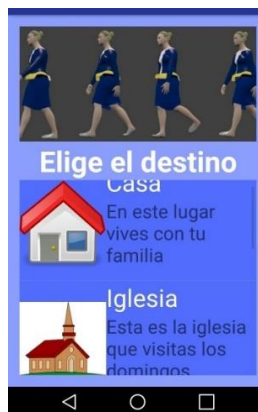 Elige el destino
Casa
En este lugar
vives con tu
familia
Iglesia
Esta es la iglesia
que visitas los
domingos